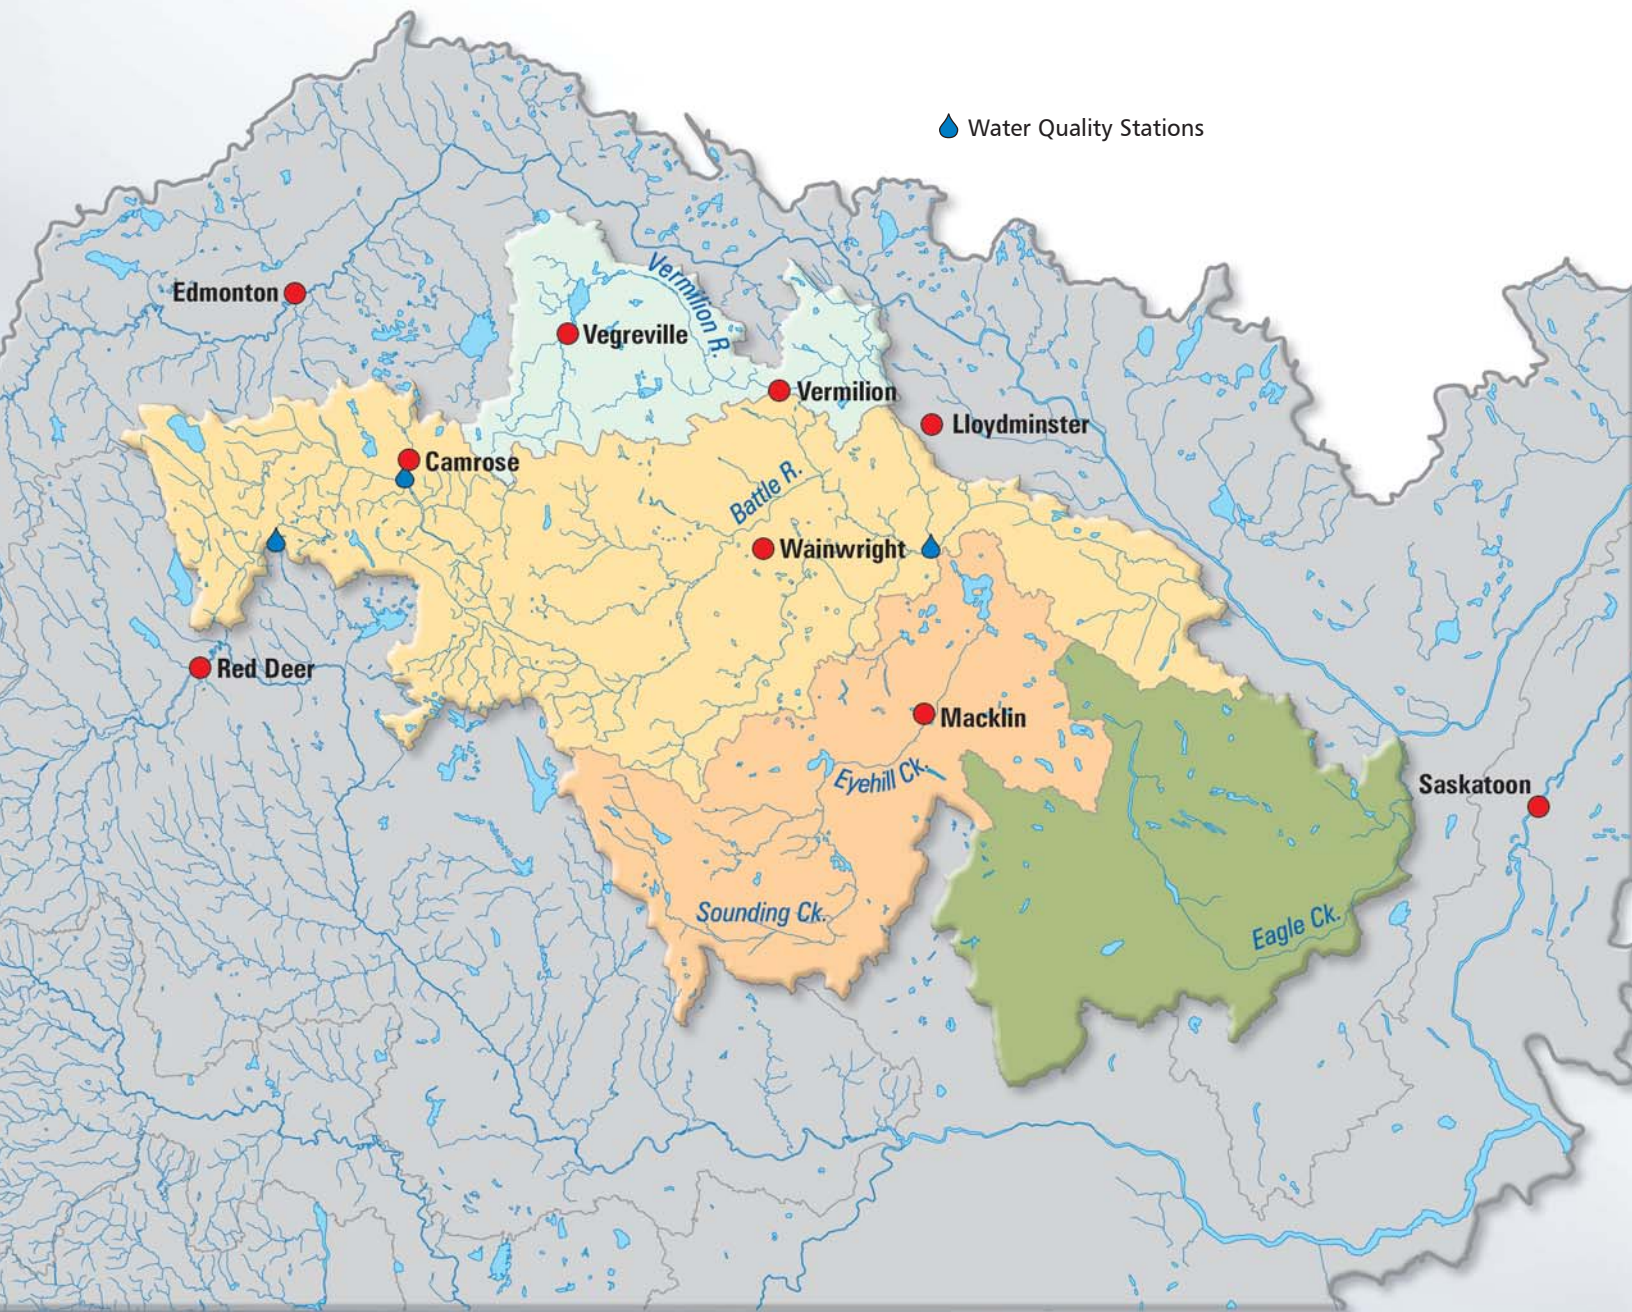 Water Quality Stations
Edmonton
Vermilion R.
Vegreville
Vermilion
Lloydminster
Camrose
Battle R.
Wainwright
Red Deer
Macklin
Eyehill Ck.
Saskatoon
Sounding Ck.
Eagle Ck.